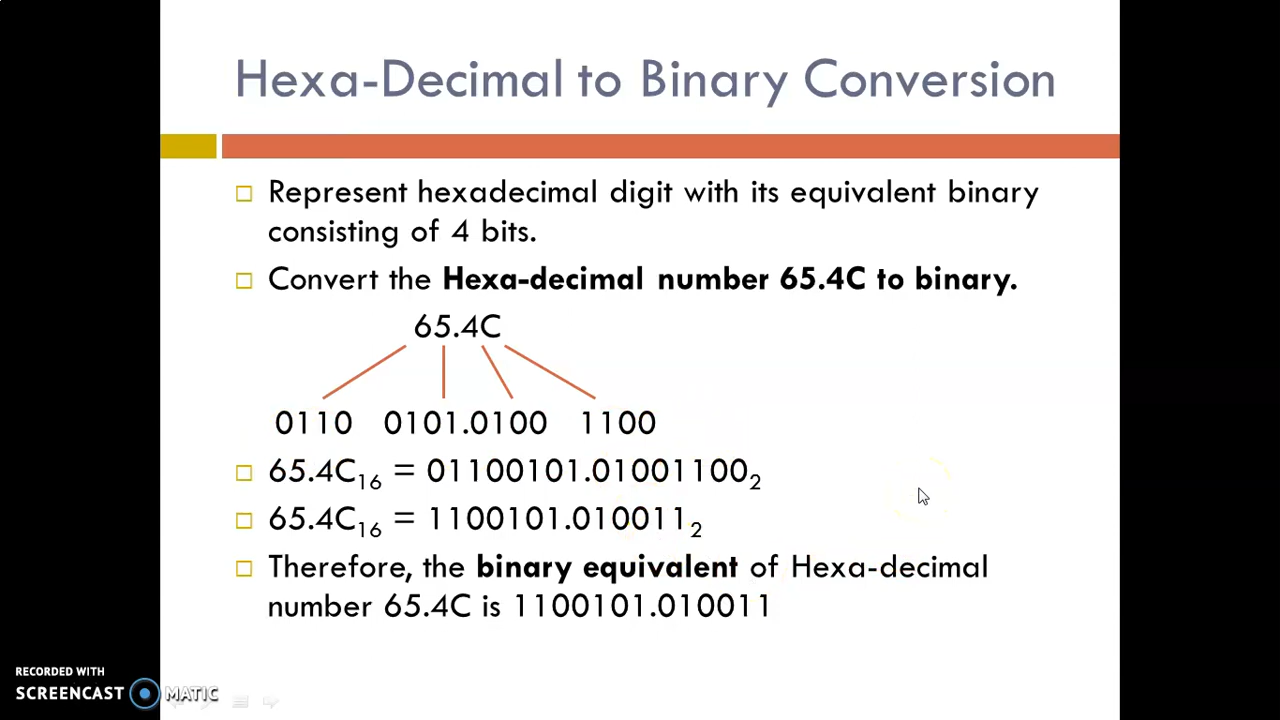 Hexa-Decimal to Binary Conversion
Represent hexadecimal digit with its equivalent binary
consisting of 4 bits.
Convert the Hexa-decimal number 65.4C to binary.
65.4C
0110 0101.0100 1100
65.4C₁₆ = 01100101.01001100₂
65.4C₁₆ = 1100101.010011₂
Therefore, the binary equivalent of Hexa-decimal
number 65.4C is 1100101.010011
RECORDED WITH
SCREENCAST MATIC